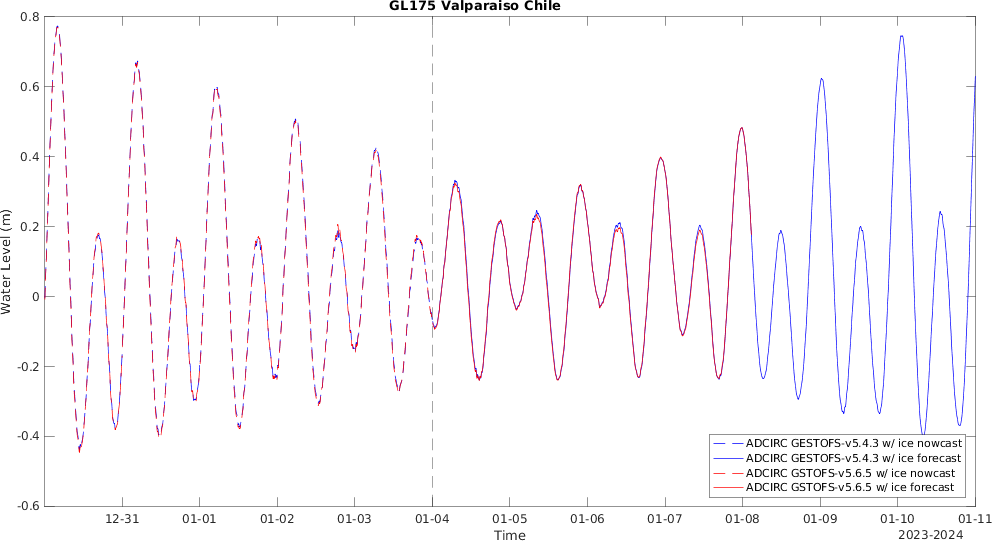 GL175 Valparaiso Chile
0.8
0.6
0.4
0.2
0
-0.2
-0.4
-0.6
Water Level (m)
ADCIRC GESTOFS-v5.4.3 w/ ice nowcast
ADCIRC GESTOFS-v5.4.3 w/ ice forecast
ADCIRC GSTOFS-v5.6.5 w/ ice nowcast
ADCIRC GSTOFS-v5.6.5 w/ ice forecast
12-31 01-01 01-02 01-03 01-04 01-05 01-06 01-07 01-08 01-09 01-10 01-11
Time
2023-2024